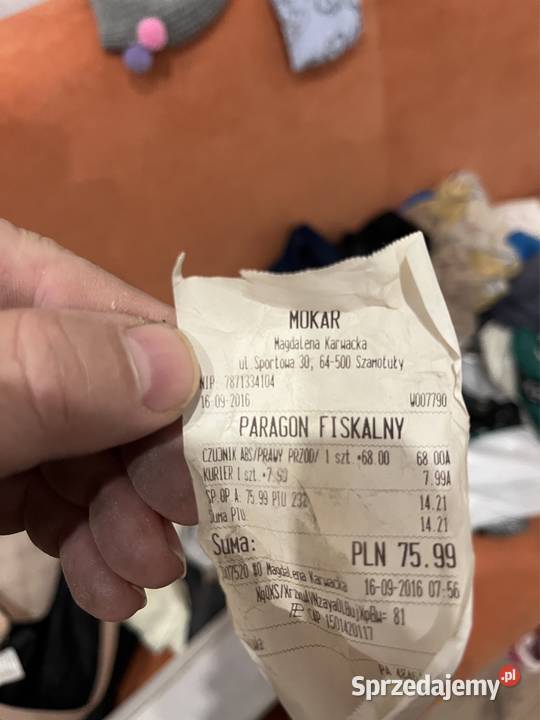 MOKAR
Magdalena Karwacka
ul. Sportowa 30, 64-500 Szamotuły
NIP 7871334104
16-09-2016 W007790
PARAGON FISKALNY
CZUJNIK ABS/PRAWY PRZOD/ 1 szt. *68.00 68.00A
KURIER 1 szt. *7.99 7.99A
SP.OP.A: 75.99 PTU 23% 14.21
Suma PTU 14.21
Suma: PLN 75.99
#0 Magdalena Karwacka 16-09-2016 07:56
81
1501420117
Sprzedajemy.pl